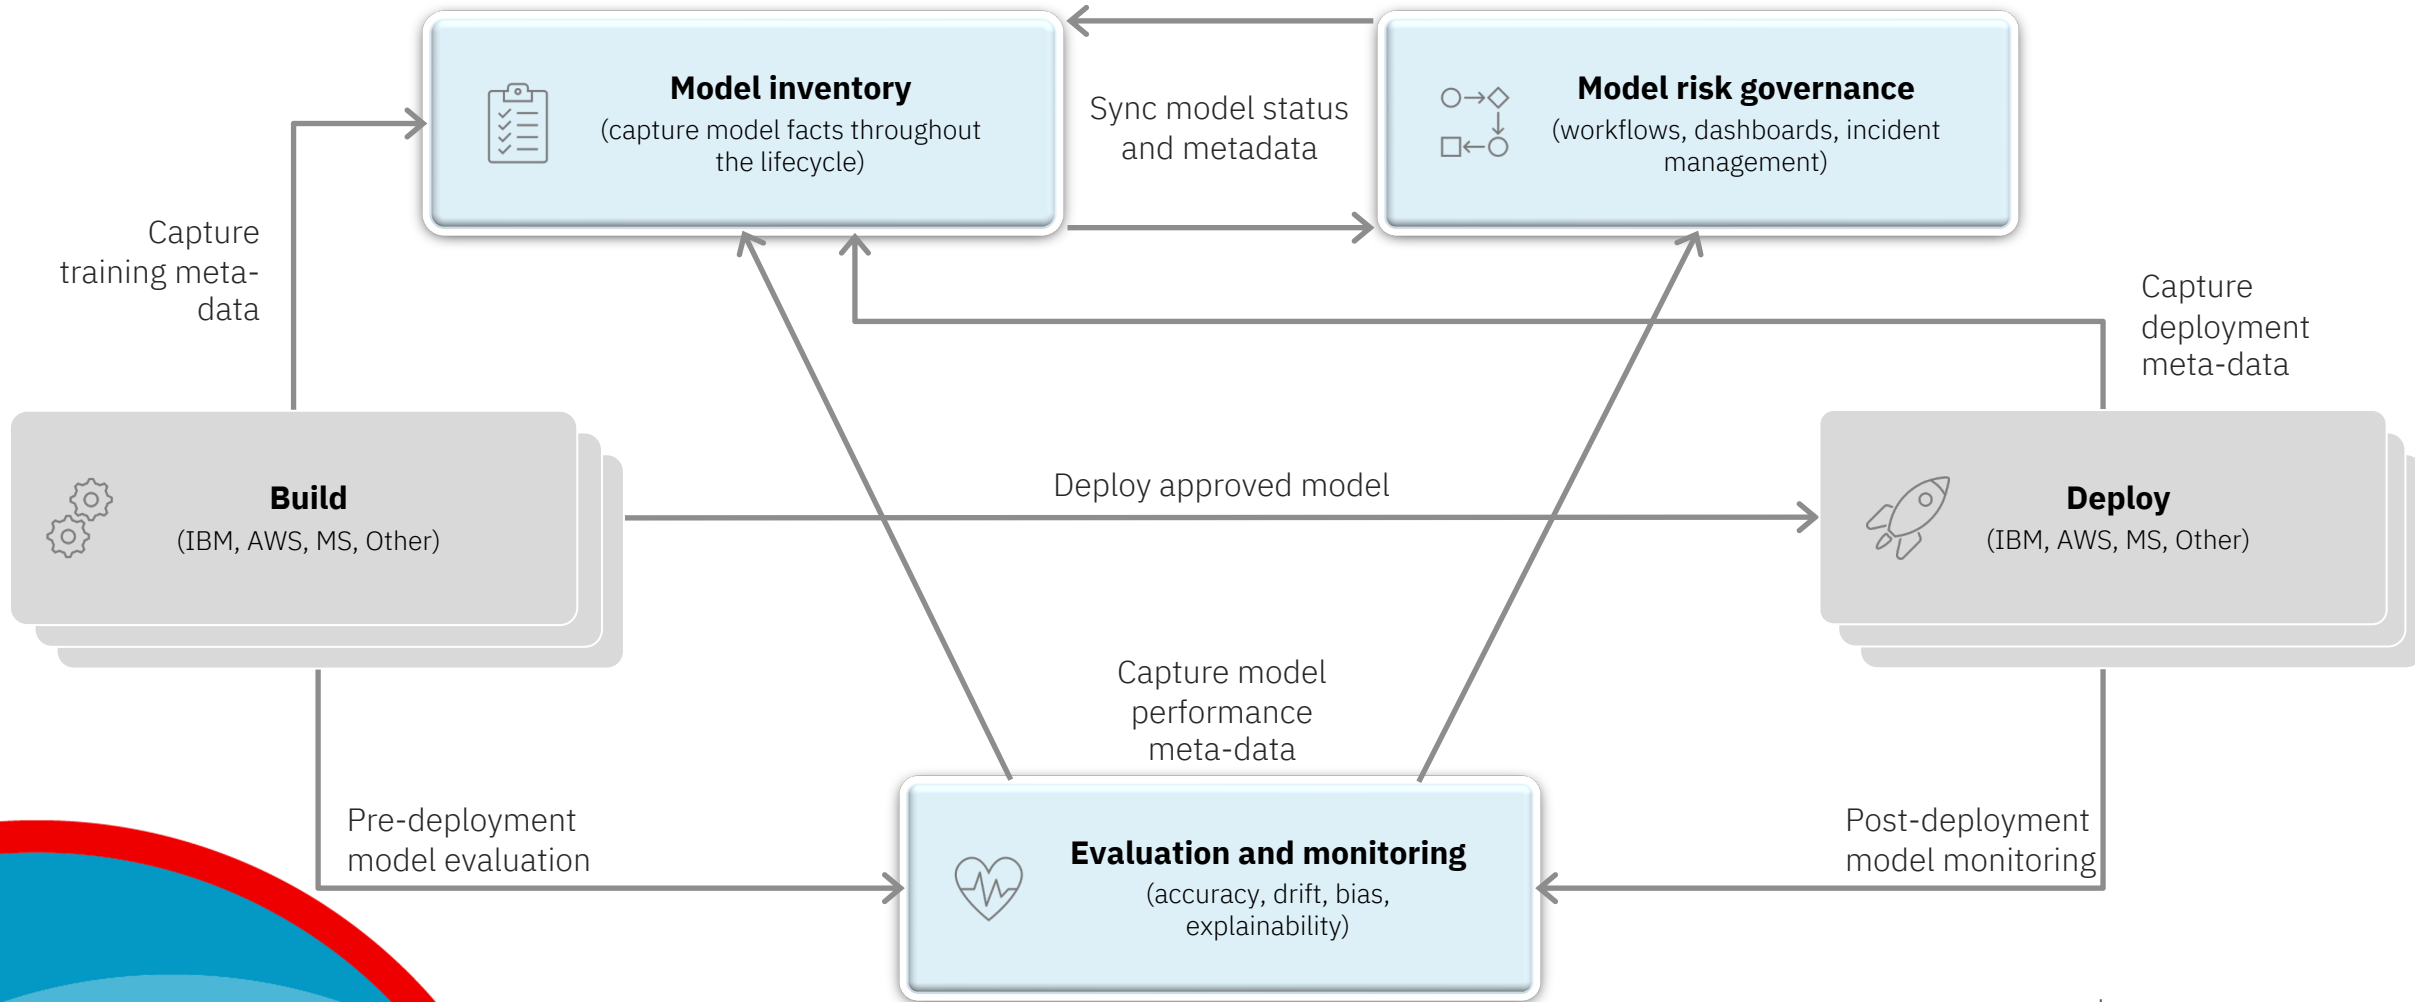 Model inventory
(capture model facts throughout
the lifecycle)
Sync model status
and metadata
Model risk governance
(workflows, dashboards, incident
management)
Capture
training meta-
data
Capture
deployment
meta-data
Build
(IBM, AWS, MS, Other)
Deploy approved model
Deploy
(IBM, AWS, MS, Other)
Capture model
performance
meta-data
Pre-deployment
model evaluation
Evaluation and monitoring
(accuracy, drift, bias,
explainability)
Post-deployment
model monitoring